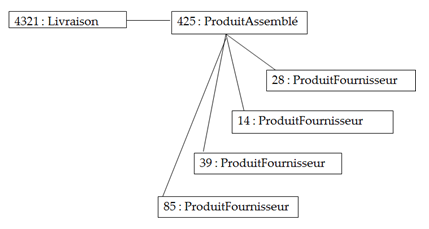 4321 : Livraison
425 : ProduitAssemblé
28 : ProduitFournisseur
14 : ProduitFournisseur
39 : ProduitFournisseur
85 : ProduitFournisseur